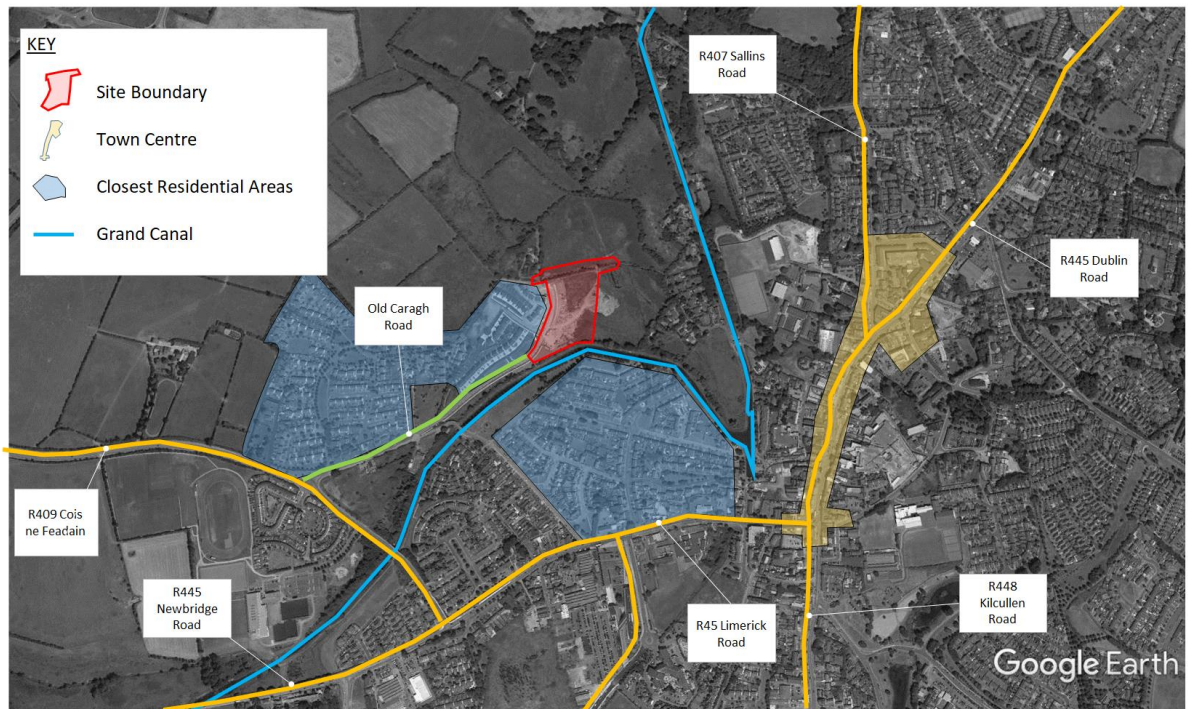 KEY
Site Boundary
Town Centre
Closest Residential Areas
Grand Canal
R407 Sallins
Road
R445 Dublin
Road
Old Caragh
Road
R409 Cois
ne Feadain
R445
Newbridge
Road
R45 Limerick
Road
R448
Kilcullen
Road
Google Earth